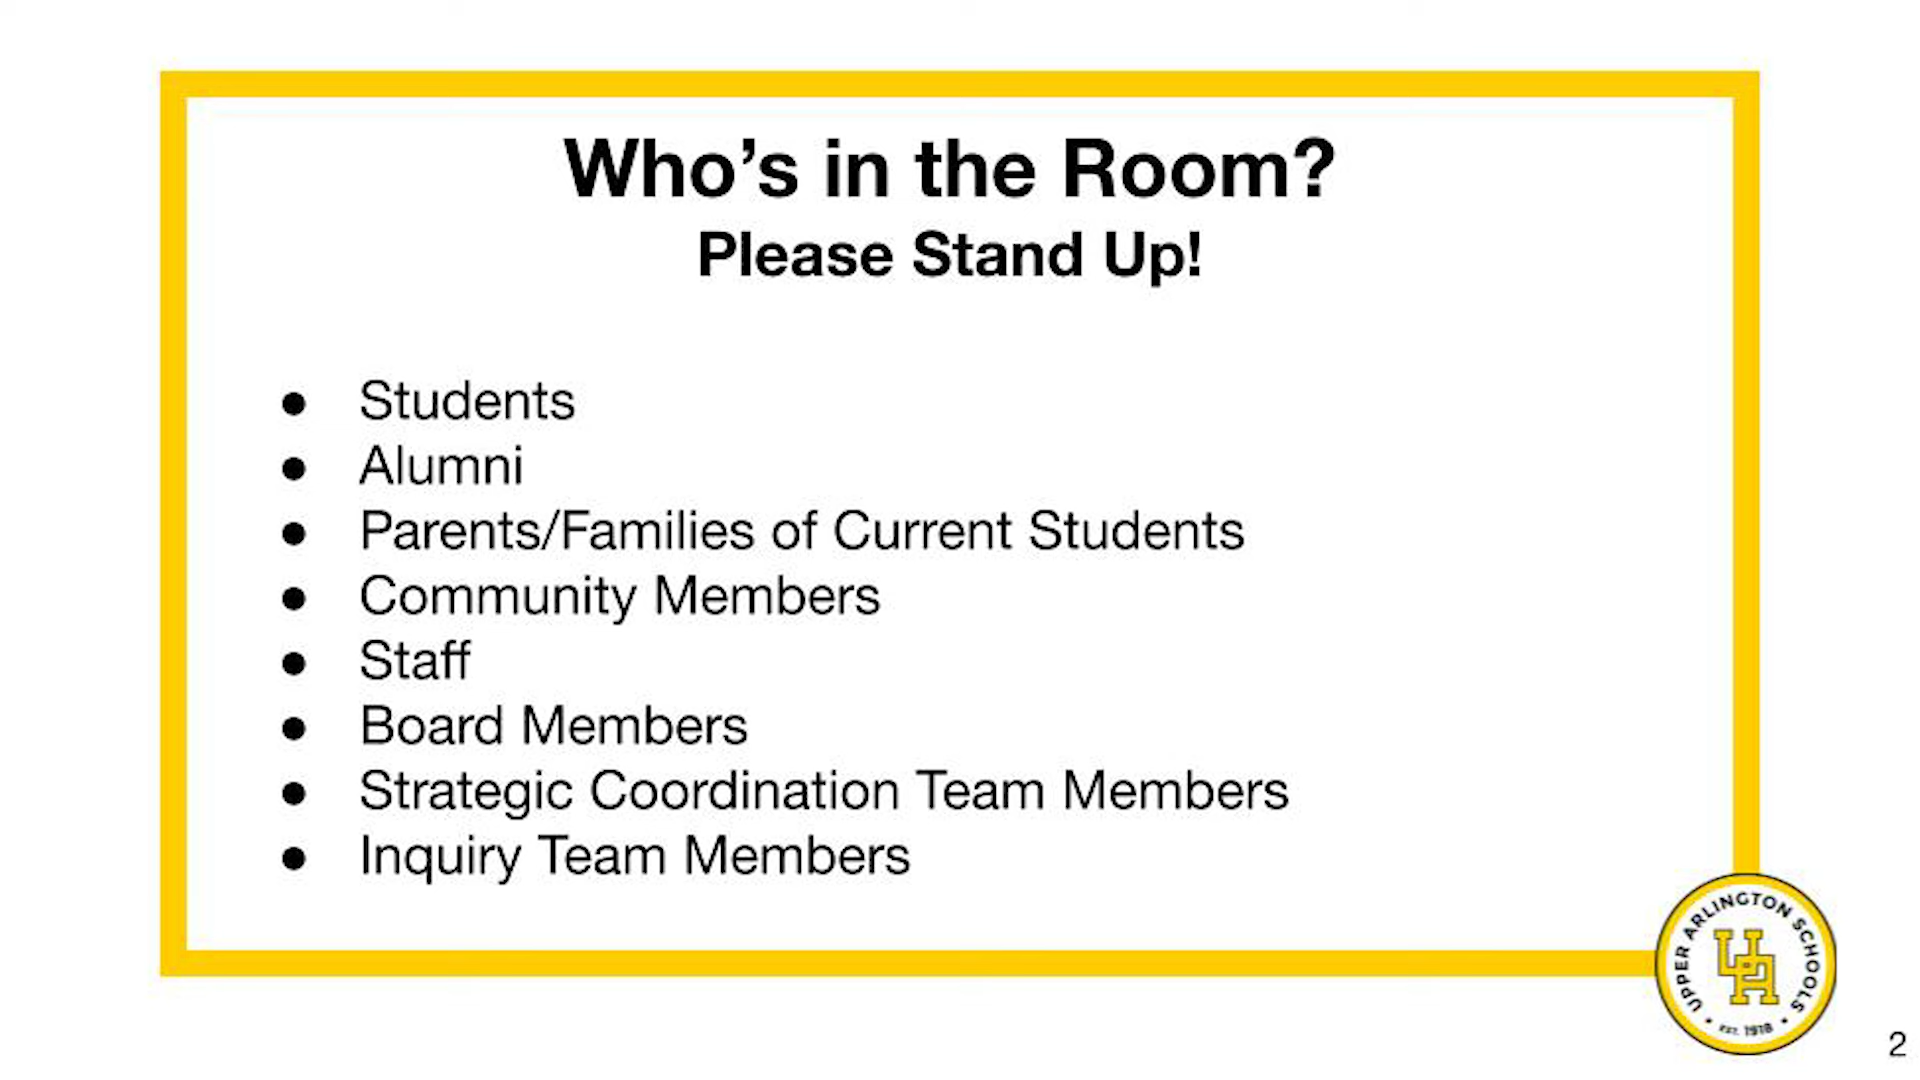 Who's in the Room?
Please Stand Up!
● Students
● Alumni
● Parents/Families of Current Students
● Community Members
● Staff
● Board Members
● Strategic Coordination Team Members
● Inquiry Team Members
UPPER ARLINGTON SCHOOLS
UA
• EST. 1918 •
2